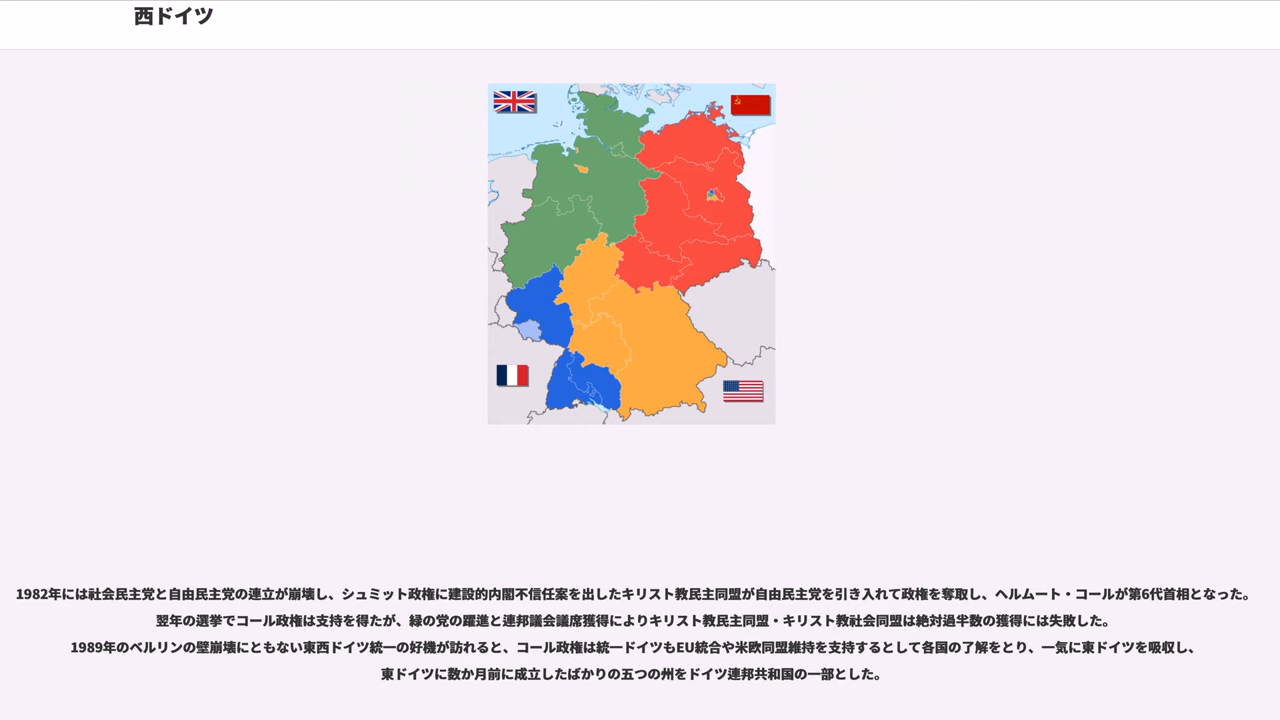 西ドイツ
1982年には社会民主党と自由民主党の連立が崩壊し、シュミット政権に建設的内閣不信任案を出したキリスト教民主同盟が自由民主党を引き入れて政権を奪取し、ヘルムート・コールが第6代首相となった。
翌年の選挙でコール政権は支持を得たが、緑の党の躍進と連邦議会議席獲得によりキリスト教民主同盟・キリスト教社会同盟は絶対過半数の獲得には失敗した。
1989年のベルリンの壁崩壊にともない東西ドイツ統一の好機が訪れると、コール政権は統一ドイツもEU統合や米欧同盟維持を支持するとして各国の了解をとり、一気に東ドイツを吸収し、
東ドイツに数か月前に成立したばかりの五つの州をドイツ連邦共和国の一部とした。